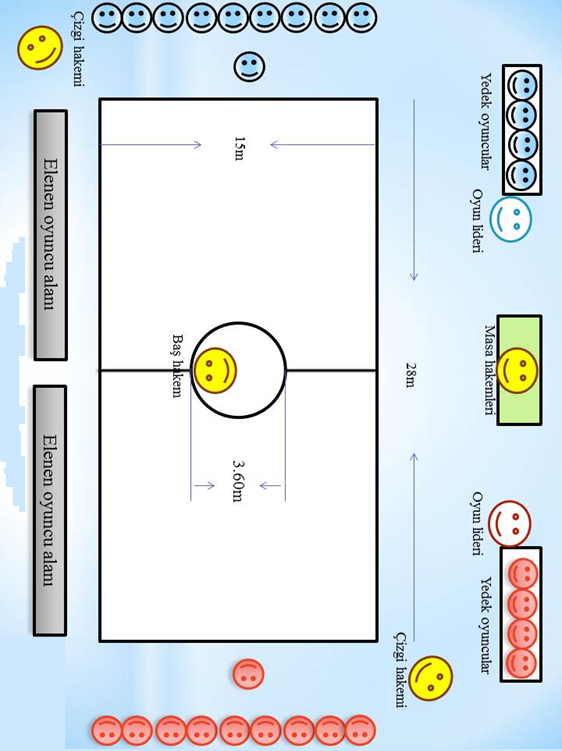 Yedek oyuncular
Oyun lideri
Masa hakemleri
Oyun lideri
Yedek oyuncular
28m
Çizgi hakemi
15m
3.60m
Baş hakem
Çizgi hakemi
Elenen oyuncu alanı
Elenen oyuncu alanı